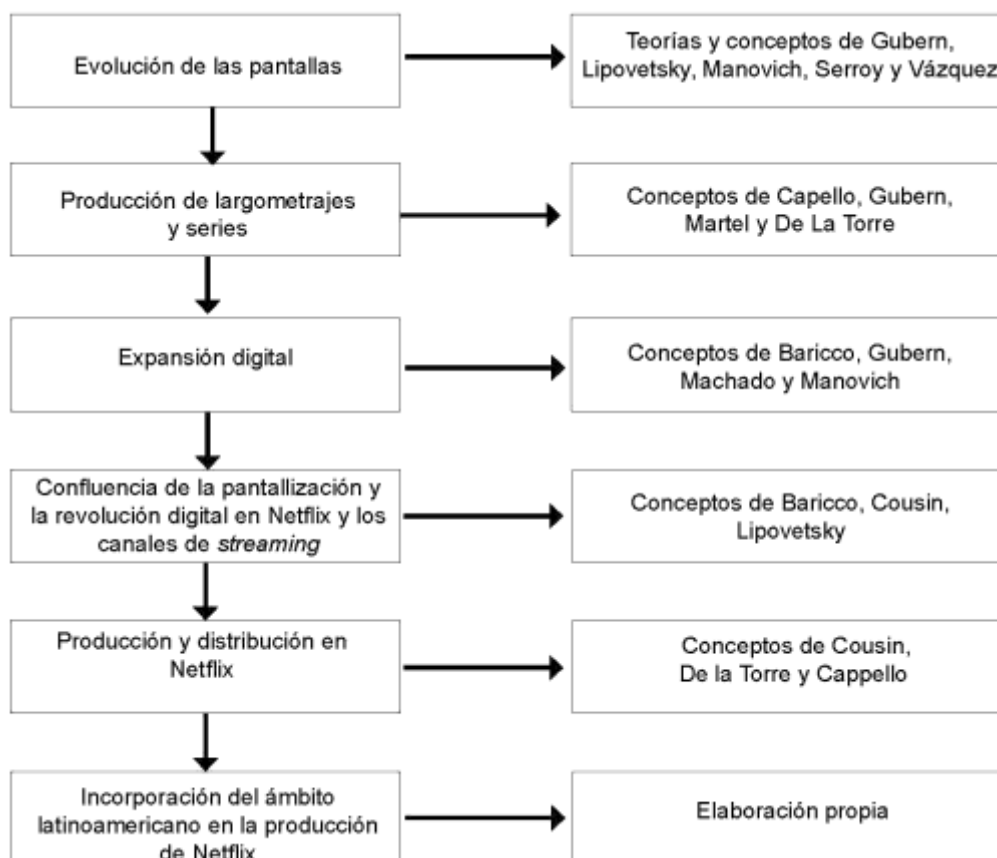 Evolución de las pantallas
Teorías y conceptos de Gubern,
Lipovetsky, Manovich, Serroy y Vázquez
Producción de largometrajes
y series
Conceptos de Capello, Gubern,
Martel y De La Torre
Expansión digital
Conceptos de Baricco, Gubern,
Machado y Manovich
Confluencia de la pantallización y
la revolución digital en Netflix y los
canales de streaming
Conceptos de Baricco, Cousin,
Lipovetsky
Producción y distribución en
Netflix
Conceptos de Cousin,
De la Torre y Cappello
Incorporación del ámbito
latinoamericano en la producción
de Netflix
Elaboración propia